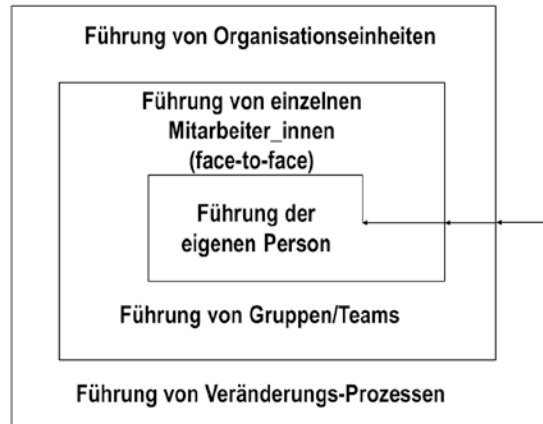 Führung von Organisationseinheiten
Führung von einzelnen
Mitarbeiter_innen
(face-to-face)
Führung der
eigenen Person
Führung von Gruppen/Teams
Führung von Veränderungs-Prozessen